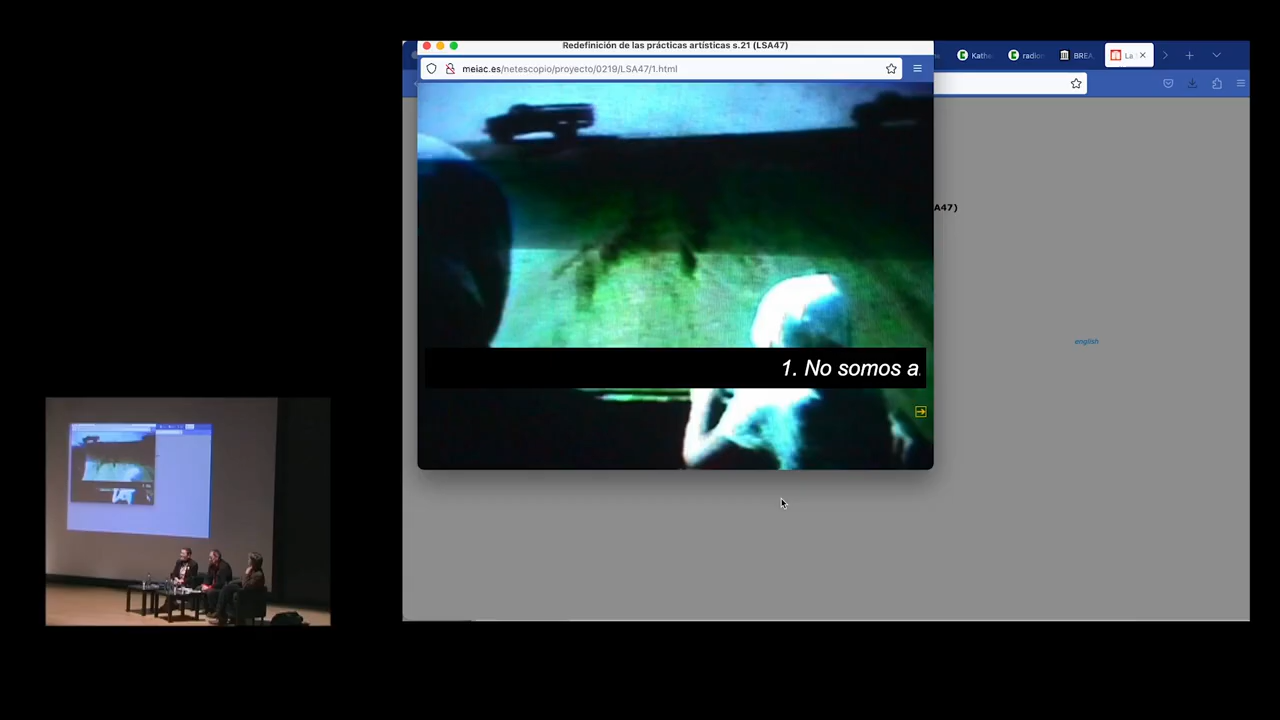 Redefinición de las prácticas artísticas s.21 (LSA47)
meiac.es/netescopio/proyecto/0219/LSA47/1.html
Kathe
radios
BREA
La
A47)
english
1. No somos a